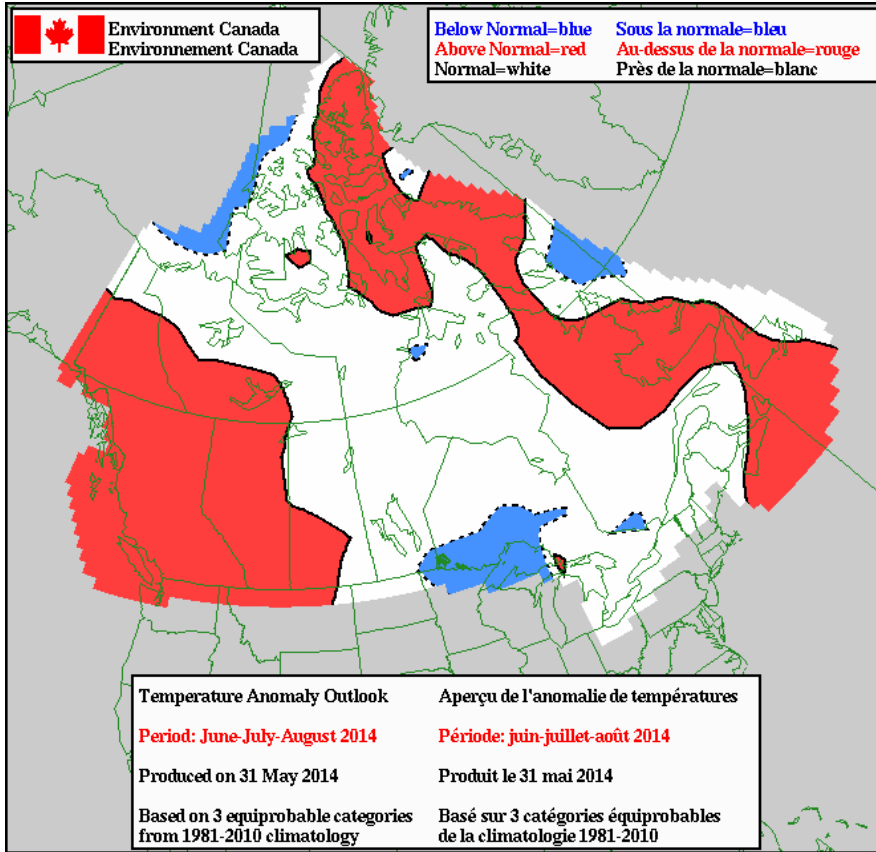 Environment Canada
Environnement Canada
Below Normal=blue Sous la normale=bleu
Above Normal=red Au-dessus de la normale=rouge
Normal=white Près de la normale=blanc
Temperature Anomaly Outlook Aperçu de l'anomalie de températures
Period: June-July-August 2014 Période: juin-juillet-août 2014
Produced on 31 May 2014 Produit le 31 mai 2014
Based on 3 equiprobable categories Basé sur 3 catégories équiprobables
from 1981-2010 climatology de la climatologie 1981-2010